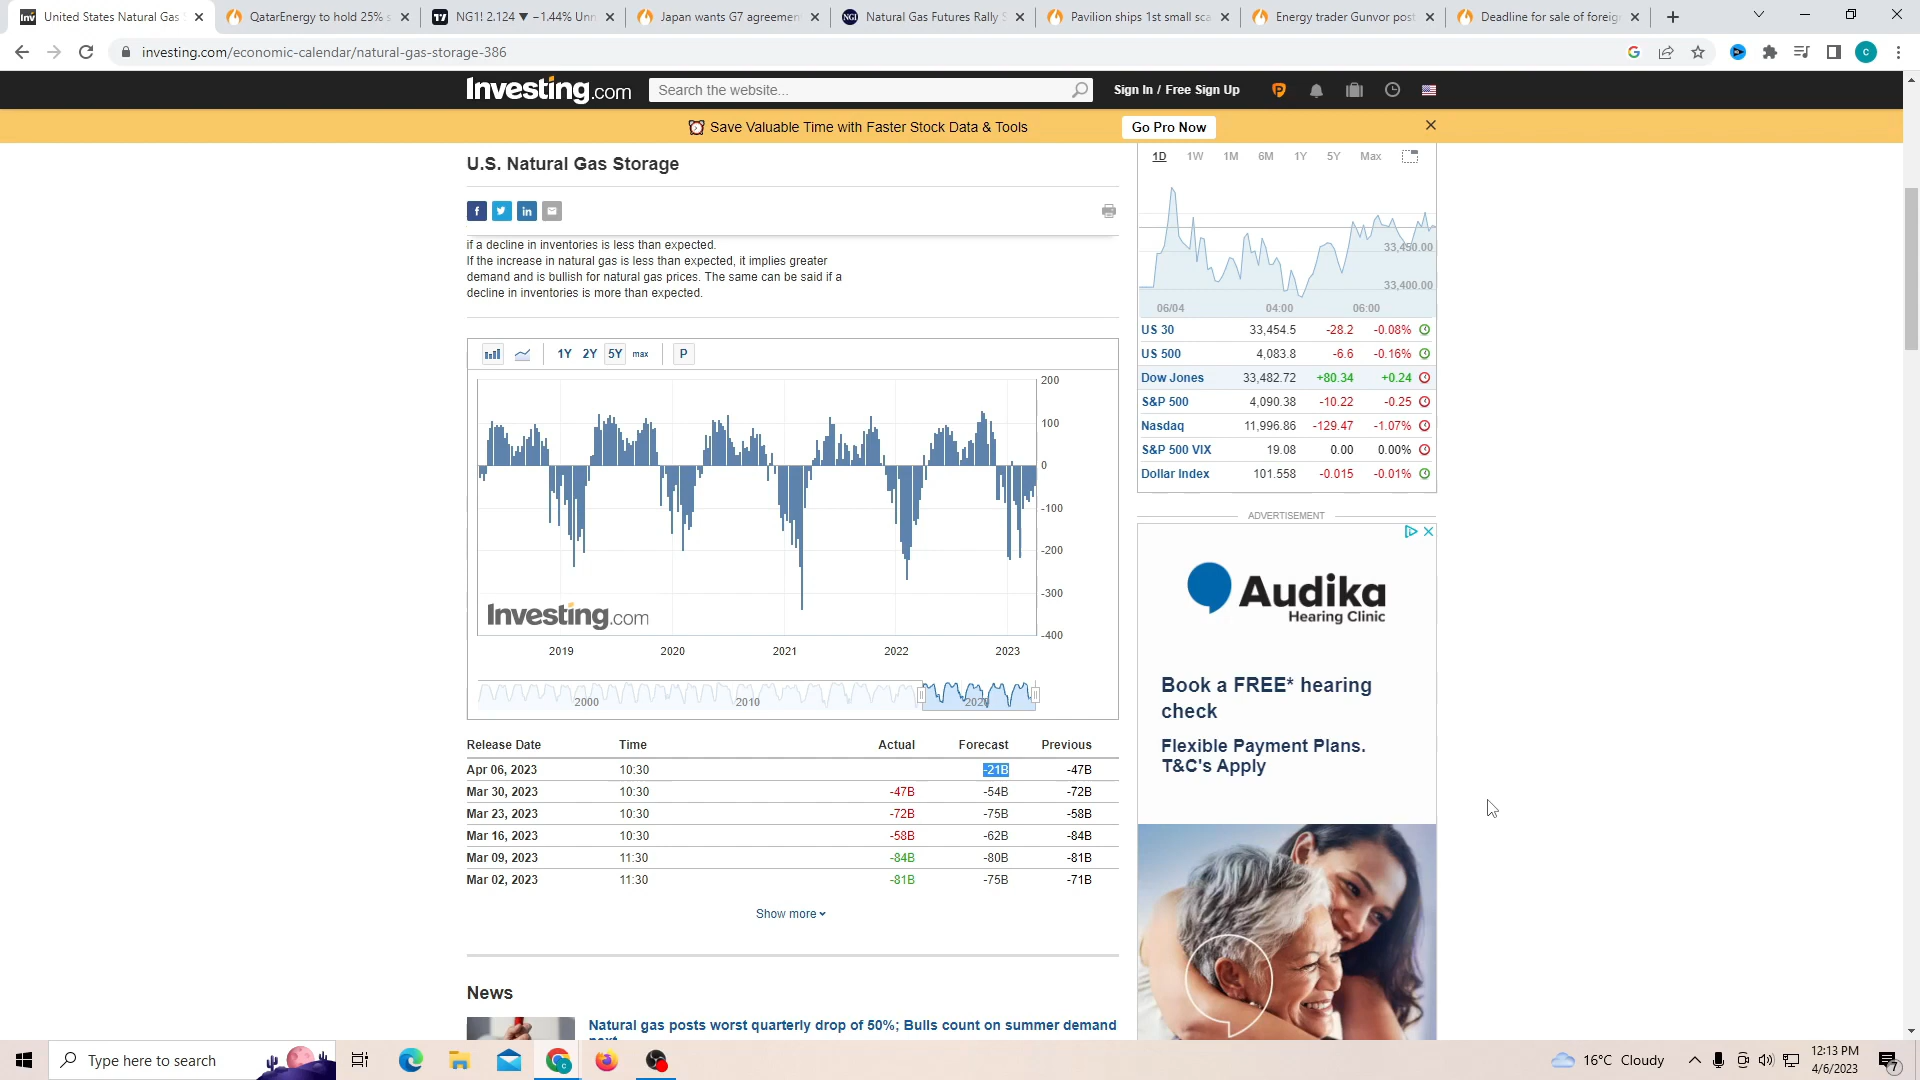 United States Natural Gas
QatarEnergy to hold 25% s
NG1! 2.124 ▼ −1.44% Unn
Japan wants G7 agreemen
Natural Gas Futures Rally S
Pavilion ships 1st small sca
Energy trader Gunvor post
Deadline for sale of foreig
investing.com/economic-calendar/natural-gas-storage-386
Investing.com
Search the website...
Sign In / Free Sign Up
Save Valuable Time with Faster Stock Data & Tools
Go Pro Now
U.S. Natural Gas Storage
if a decline in inventories is less than expected.
If the increase in natural gas is less than expected, it implies greater
demand and is bullish for natural gas prices. The same can be said if a
decline in inventories is more than expected.
1Y 2Y 5Y max P
200
100
0
-100
-200
-300
-400
Investing.com
2019 2020 2021 2022 2023
2000 2010 2020
Release Date Time Actual Forecast Previous
Apr 06, 2023 10:30 -21B -47B
Mar 30, 2023 10:30 -47B -54B -72B
Mar 23, 2023 10:30 -72B -75B -58B
Mar 16, 2023 10:30 -58B -62B -84B
Mar 09, 2023 11:30 -84B -80B -81B
Mar 02, 2023 11:30 -81B -75B -71B
Show more
News
Natural gas posts worst quarterly drop of 50%; Bulls count on summer demand
1D 1W 1M 6M 1Y 5Y Max
33,450.00
33,400.00
06/04 04:00 06:00
US 30 33,454.5 -28.2 -0.08%
US 500 4,083.8 -6.6 -0.16%
Dow Jones 33,482.72 +80.34 +0.24
S&P 500 4,090.38 -10.22 -0.25
Nasdaq 11,996.86 -129.47 -1.07%
S&P 500 VIX 19.08 0.00 0.00%
Dollar Index 101.558 -0.015 -0.01%
ADVERTISEMENT
Audika
Hearing Clinic
Book a FREE* hearing
check
Flexible Payment Plans.
T&C's Apply
Type here to search
16°C Cloudy
12:13 PM
4/6/2023
7